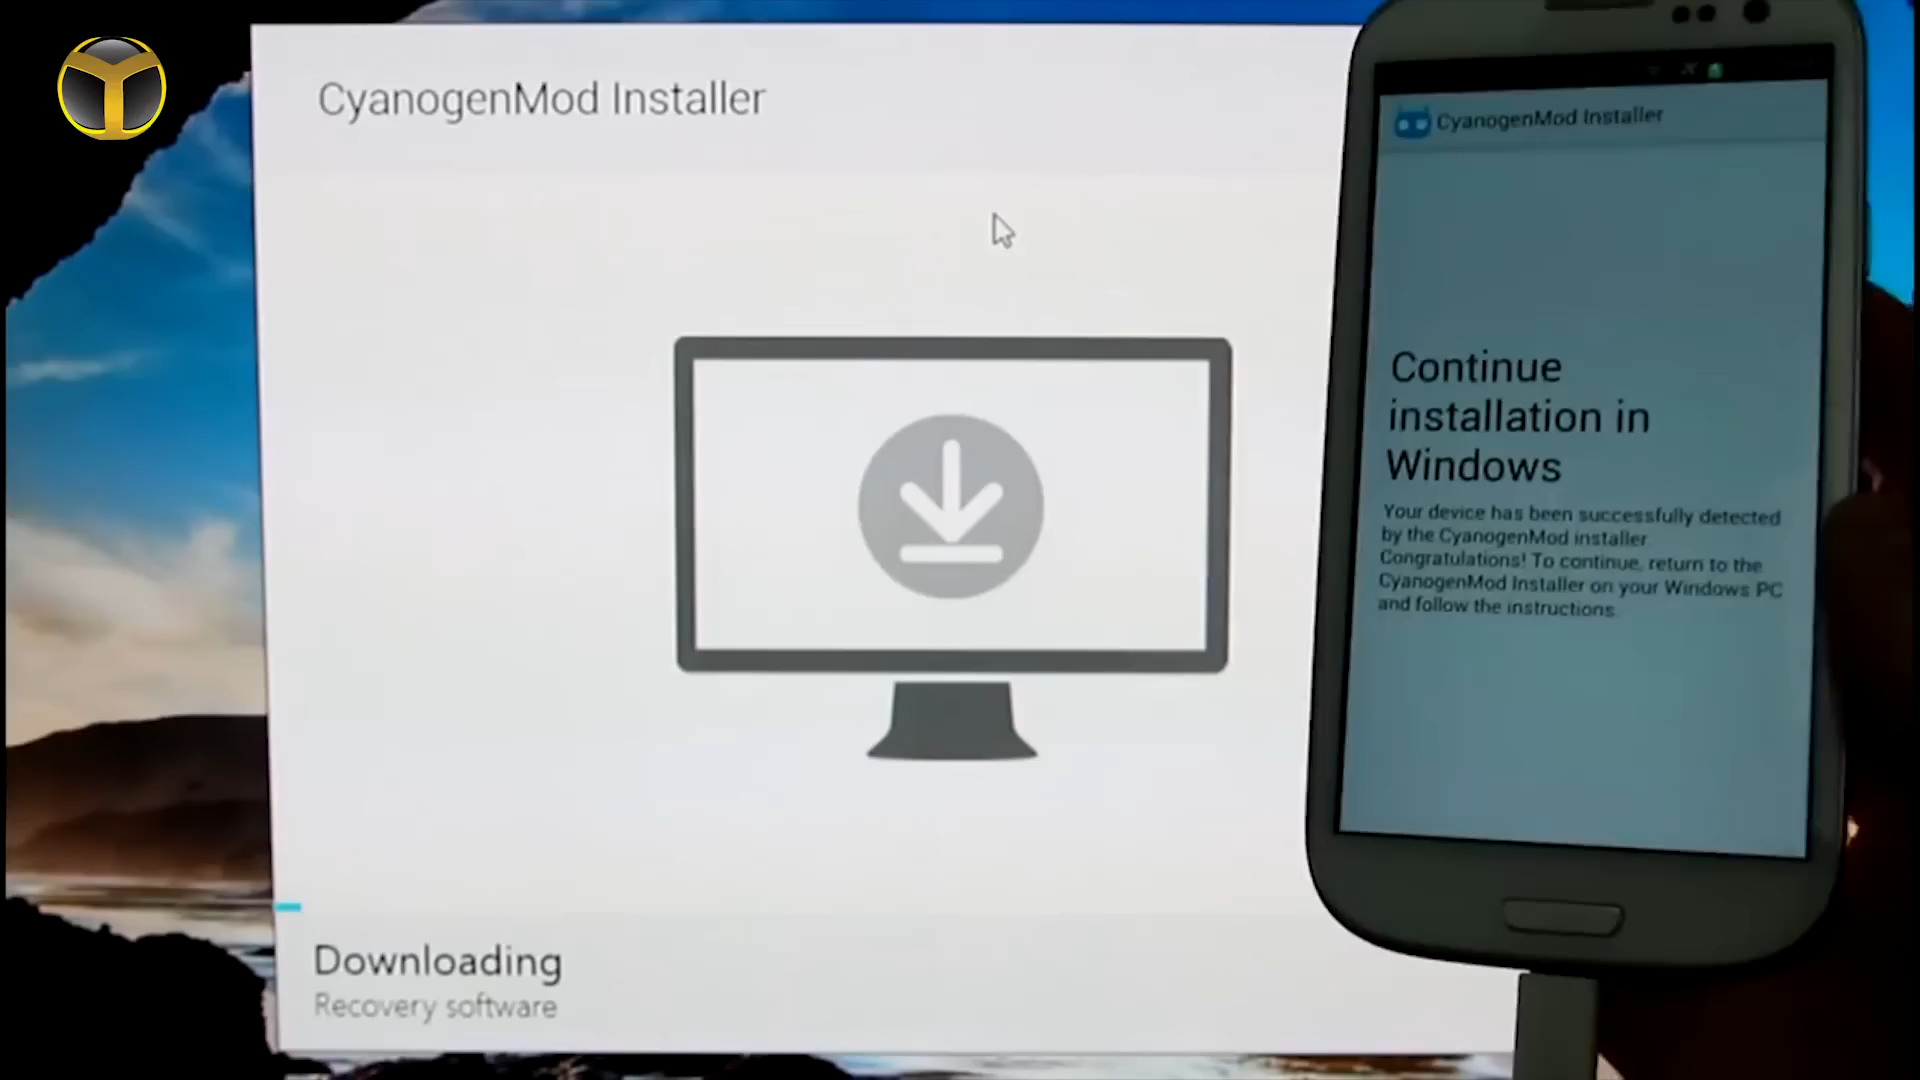 CyanogenMod Installer
Downloading
Recovery software
CyanogenMod Installer
Continue
installation in
Windows
Your device has been successfully detected
by the CyanogenMod installer.
Congratulations! To continue, return to the
CyanogenMod Installer on your Windows PC
and follow the instructions.